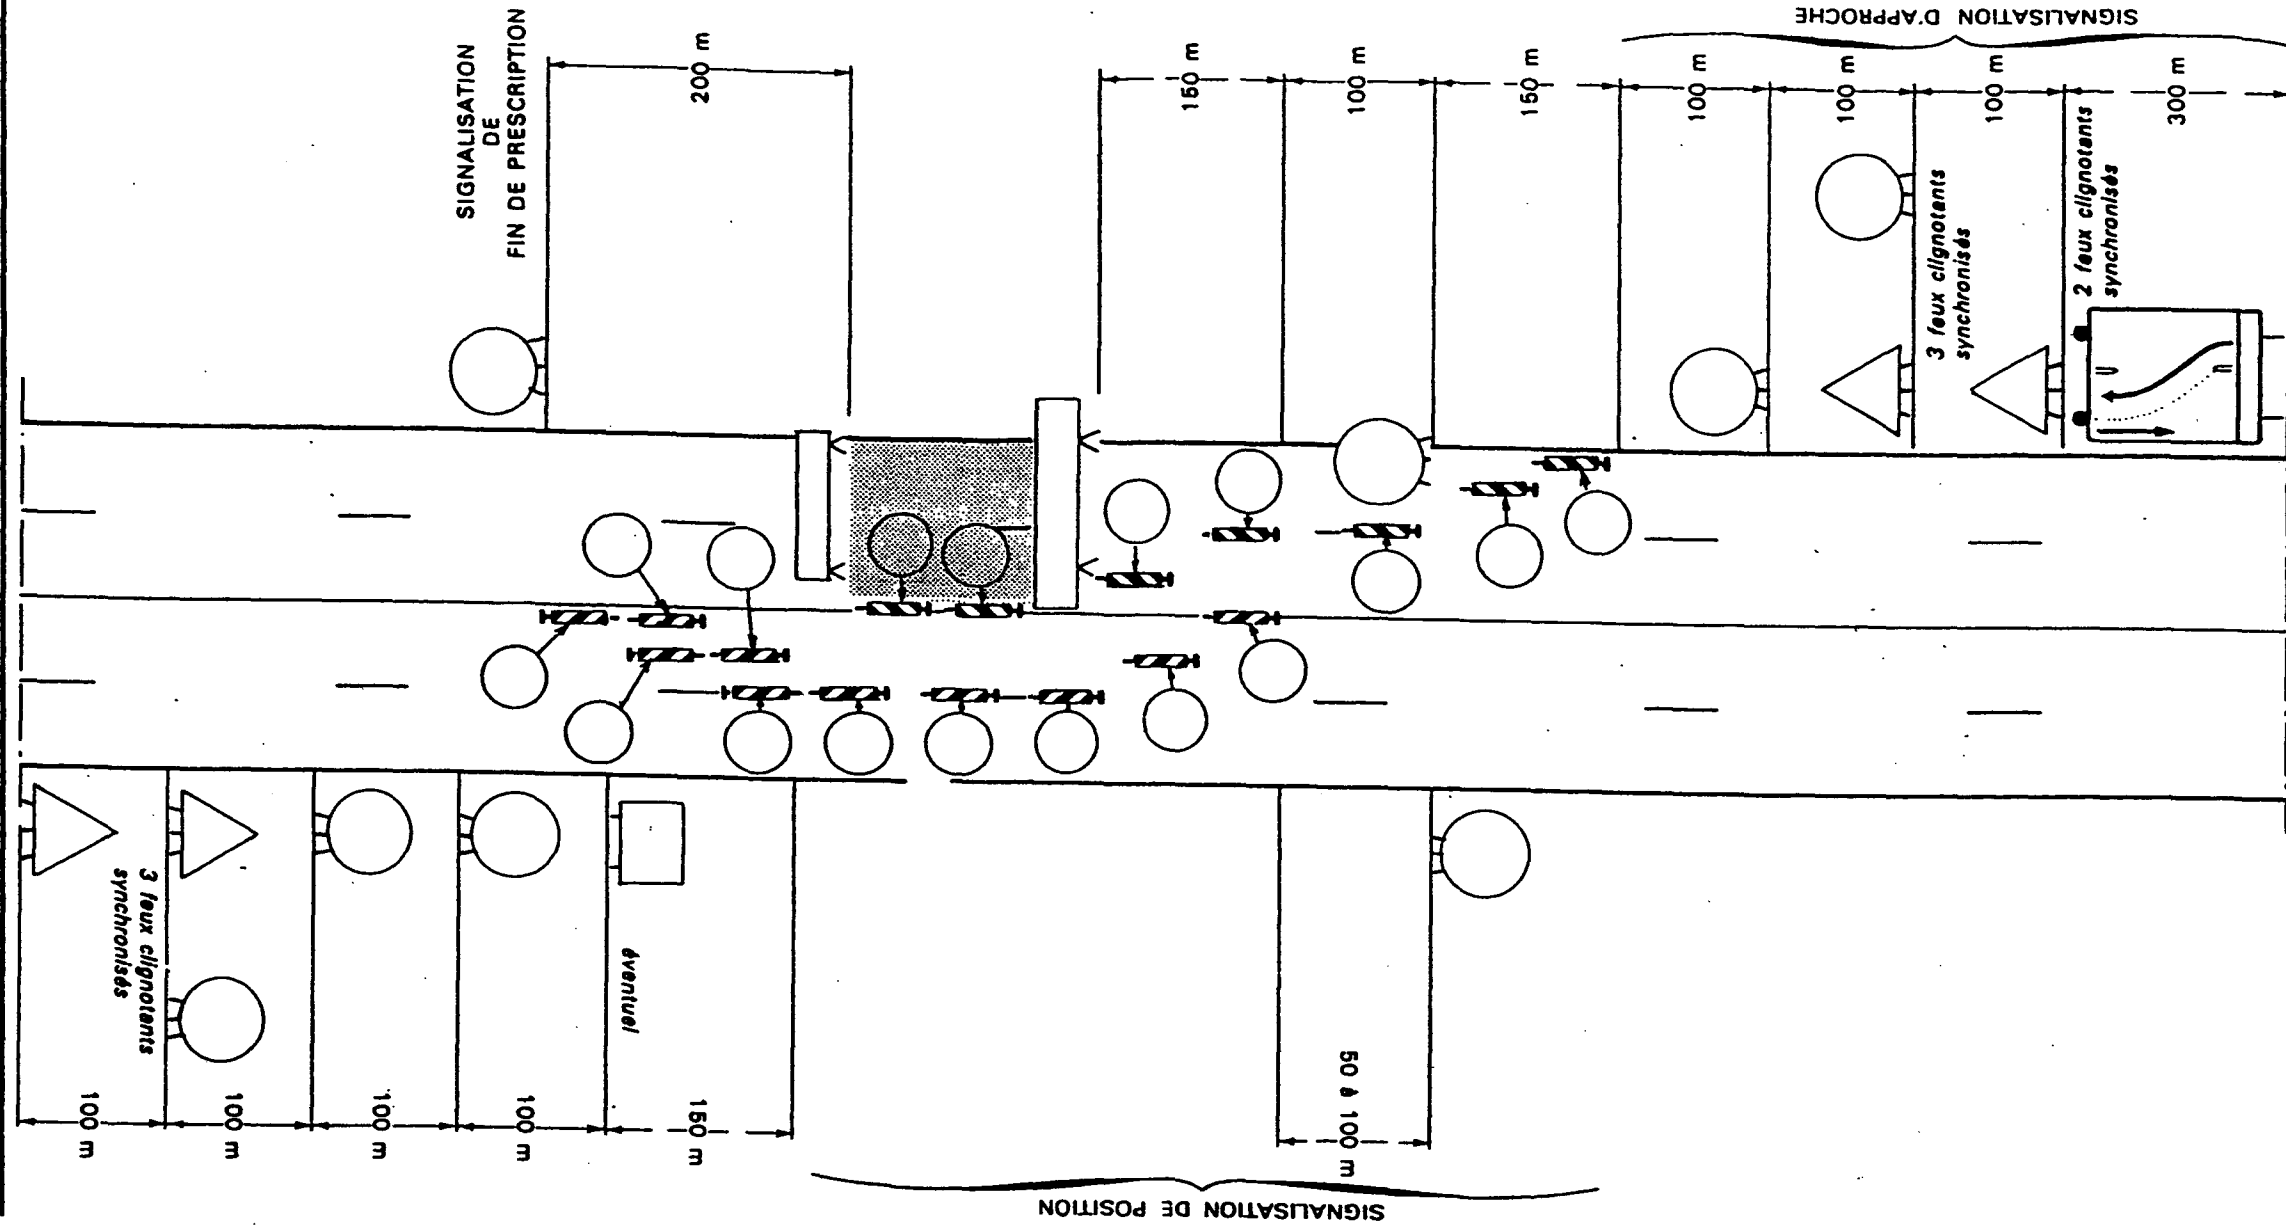 SIGNALISATION
DE
FIN DE PRESCRIPTION
200 m
150 m
100 m
150 m
100 m
100 m
100 m
300 m
SIGNALISATION D'APPROCHE
3 feux clignotants
synchronisés
2 feux clignotants
synchronisés
3 feux clignotants
synchronisés
éventuel
100 m
100 m
100 m
100 m
150 m
50 à 100 m
SIGNALISATION DE POSITION